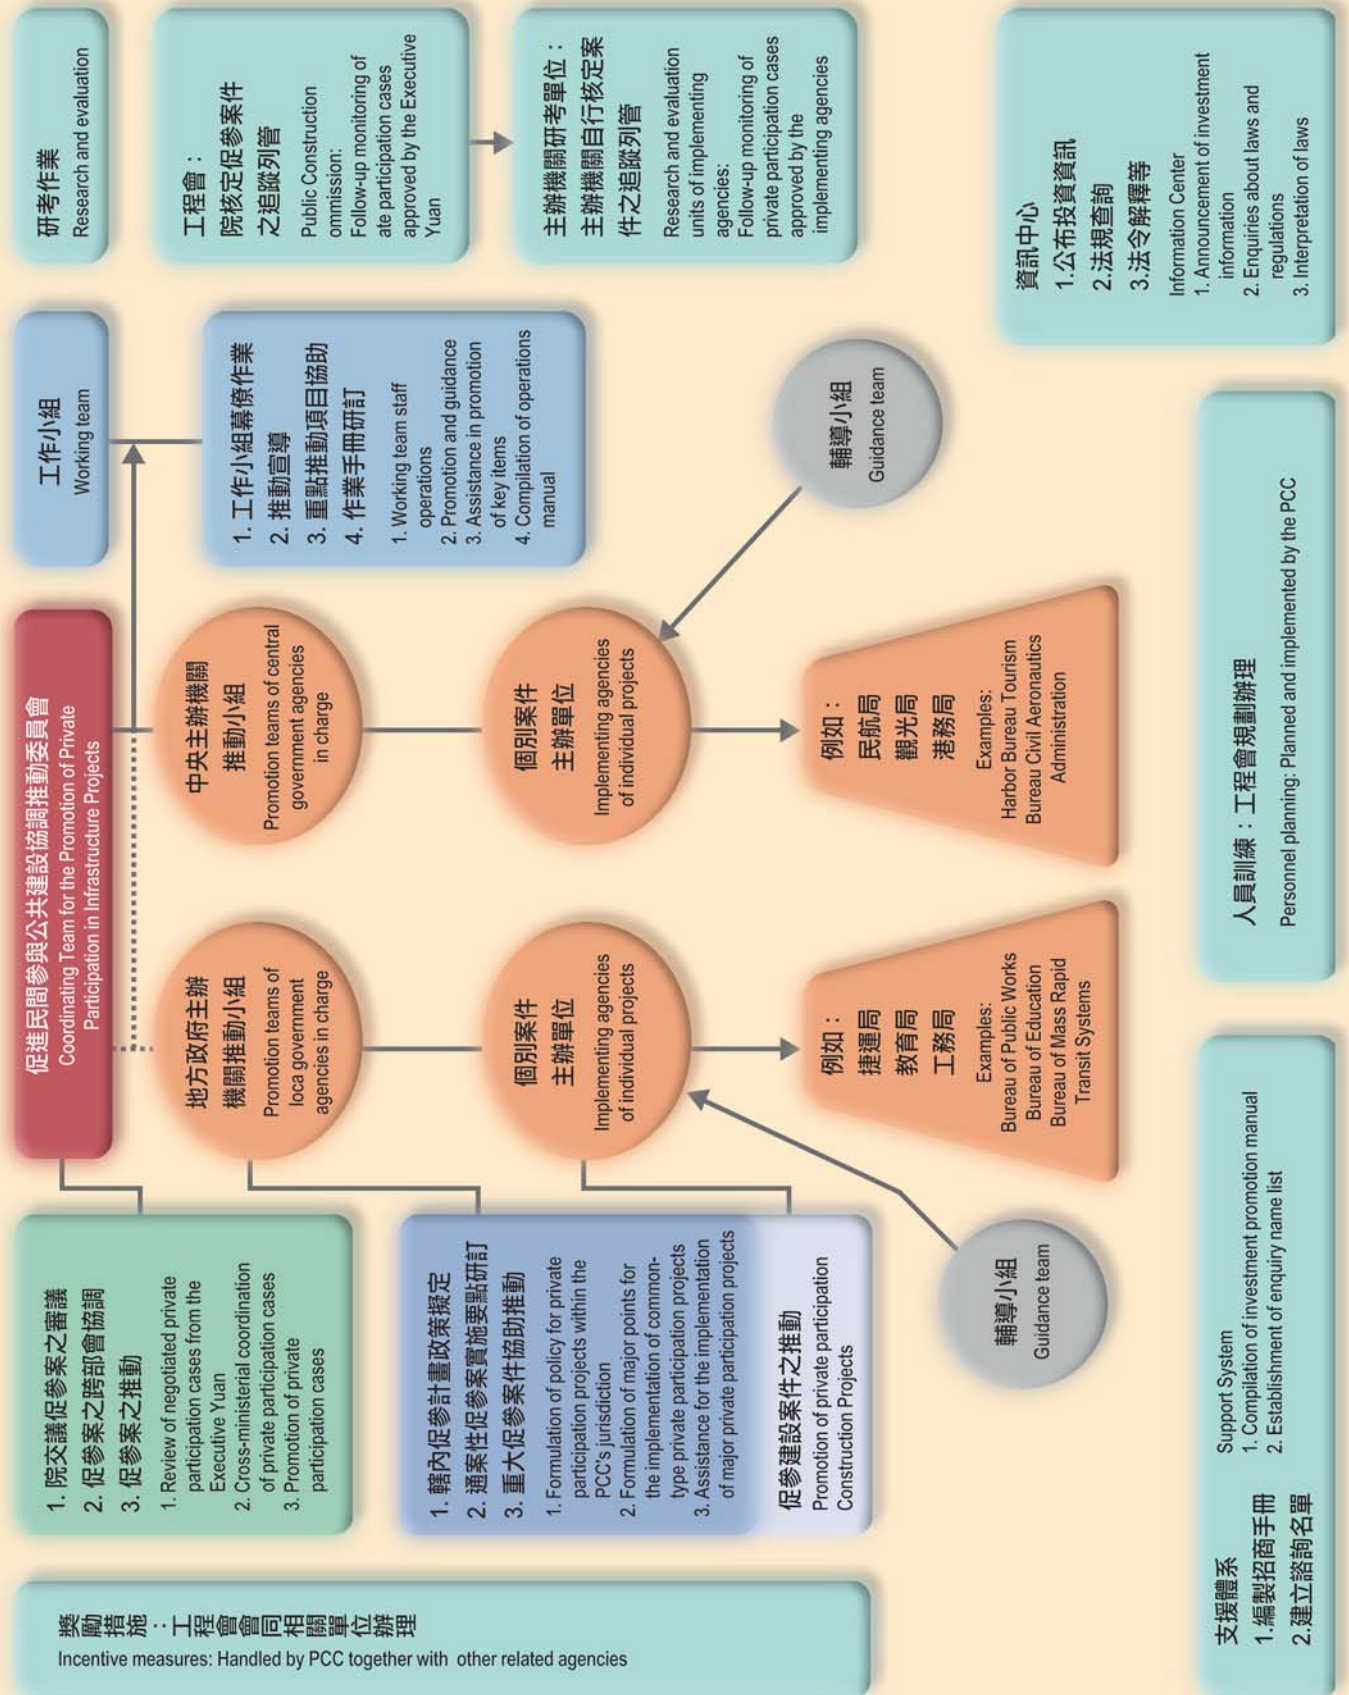 促進民間參與公共建設協調推動委員會
Coordinating Team for the Promotion of Private
Participation in Infrastructure Projects
工作小組
Working team
研考作業
Research and evaluation
獎勵措施：工程會會同相關單位辦理
Incentive measures: Handled by PCC together with other related agencies
1. 院交議促參案之審議
2. 促參案之跨部會協調
3. 促參案之推動
1. Review of negotiated private
participation cases from the
Executive Yuan
2. Cross-ministerial coordination
of private participation cases
3. Promotion of private
participation cases
地方政府主辦
機關推動小組
Promotion teams of
loca government
agencies in charge
中央主辦機關
推動小組
Promotion teams of central
government agencies
in charge
1. 工作小組幕僚作業
2. 推動宣導
3. 重點推動項目協助
4. 作業手冊研訂
1. Working team staff
operations
2. Promotion and guidance
3. Assistance in promotion
of key items
4. Compilation of operations
manual
工程會：
院核定促參案件
之追蹤列管
Public Construction
ommission:
Follow-up monitoring of
ate participation cases
approved by the Executive
Yuan
1. 轄內促參計畫政策擬定
2. 通案性促參案實施要點研訂
3. 重大促參案件協助推動
1. Formulation of policy for private
participation projects within the
PCC's jurisdiction
2. Formulation of major points for
the implementation of common-
type private participation projects
3. Assistance for the implementation
of major private participation projects
促參建設案件之推動
Promotion of private participation
Construction Projects
個別案件
主辦單位
Implementing agencies
of individual projects
個別案件
主辦單位
Implementing agencies
of individual projects
主辦機關研考單位：
主辦機關自行核定案
件之追蹤列管
Research and evaluation
units of implementing
agencies:
Follow-up monitoring of
private participation cases
approved by the
implementing agencies
輔導小組
Guidance team
例如：
捷運局
教育局
工務局
Examples:
Bureau of Public Works
Bureau of Education
Bureau of Mass Rapid
Transit Systems
例如：
民航局
觀光局
港務局
Examples:
Harbor Bureau Tourism
Bureau Civil Aeronautics
Administration
輔導小組
Guidance team
支援體系
1.編製招商手冊
2.建立諮詢名單
Support System
1. Compilation of investment promotion manual
2. Establishment of enquiry name list
人員訓練：工程會規劃辦理
Personnel planning: Planned and implemented by the PCC
資訊中心
1.公布投資資訊
2.法規查詢
3.法令解釋等
Information Center
1. Announcement of investment
information
2. Enquiries about laws and
regulations
3. Interpretation of laws